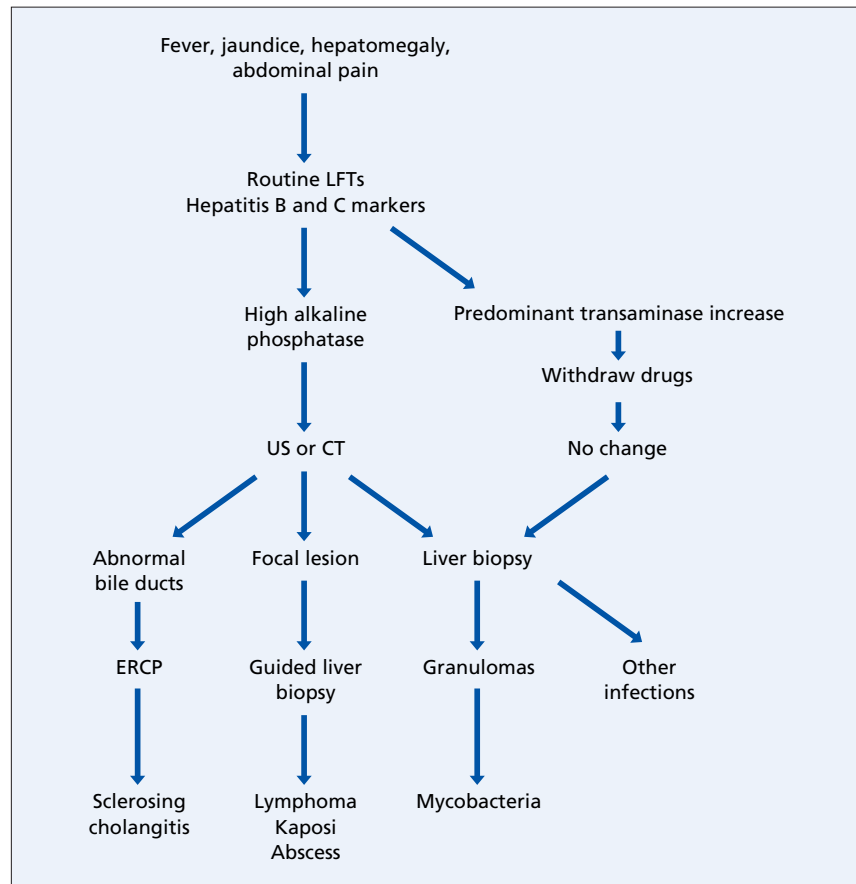 Fever, jaundice, hepatomegaly,
abdominal pain
Routine LFTs
Hepatitis B and C markers
High alkaline
phosphatase
Predominant transaminase increase
Withdraw drugs
US or CT
No change
Abnormal
bile ducts
Focal lesion
Liver biopsy
ERCP
Guided liver
biopsy
Granulomas
Other
infections
Sclerosing
cholangitis
Lymphoma
Kaposi
Abscess
Mycobacteria